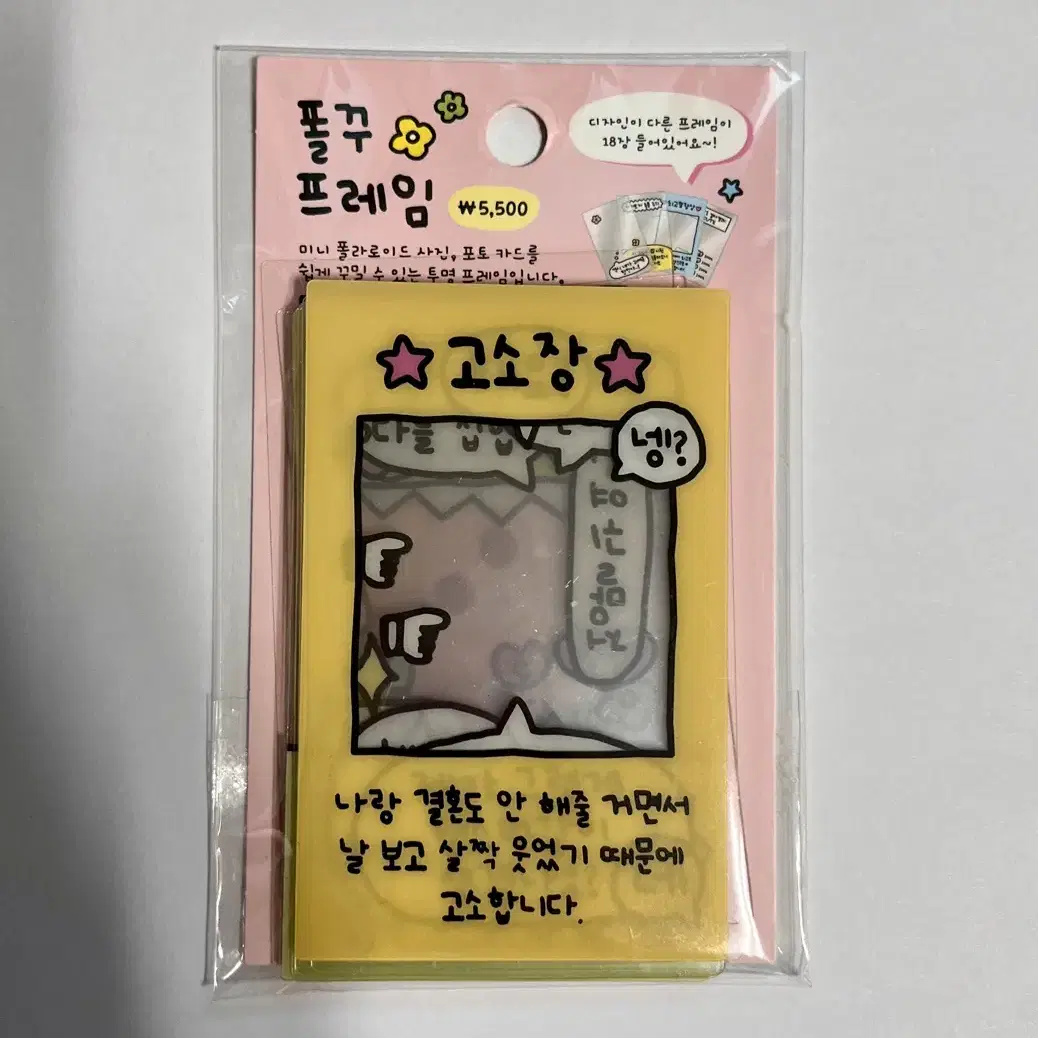 폴꾸
프레임
₩5,500
디자인이 다른 프레임이
18장 들어있어요~!
미니 폴라로이드 사진, 포토 카드를
쉽게 꾸밀 수 있는 투명 프레임입니다.
고소장
넹?
나랑 결혼도 안 해줄 거면서
날 보고 살짝 웃었기 때문에
고소합니다.